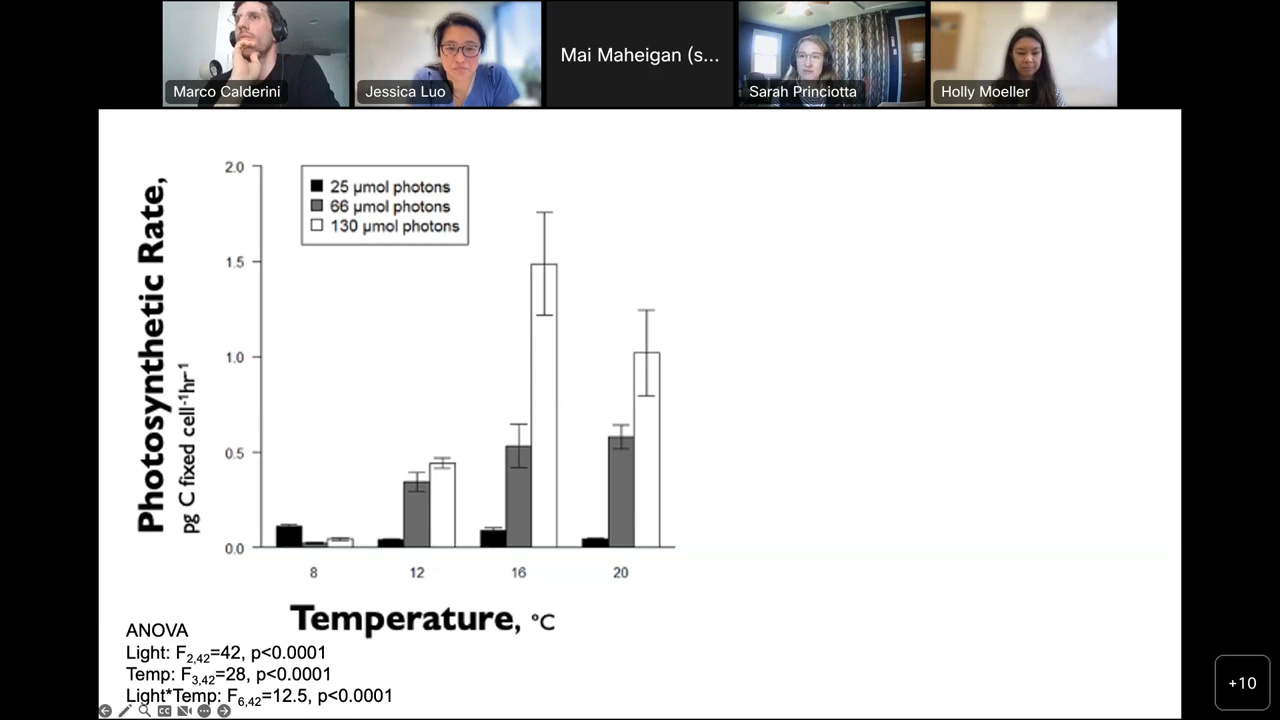 Marco Calderini
Jessica Luo
Mai Maheigan (s...
Sarah Princiotta
Holly Moeller
Photosynthetic Rate,
pg C fixed cell⁻¹hr⁻¹
2.0
1.5
1.0
0.5
0.0
25 µmol photons
66 µmol photons
130 µmol photons
8 12 16 20
Temperature, °C
ANOVA
Light: F₂,₄₂=42, p<0.0001
Temp: F₃,₄₂=28, p<0.0001
Light*Temp: F₆,₄₂=12.5, p<0.0001
CC
+10